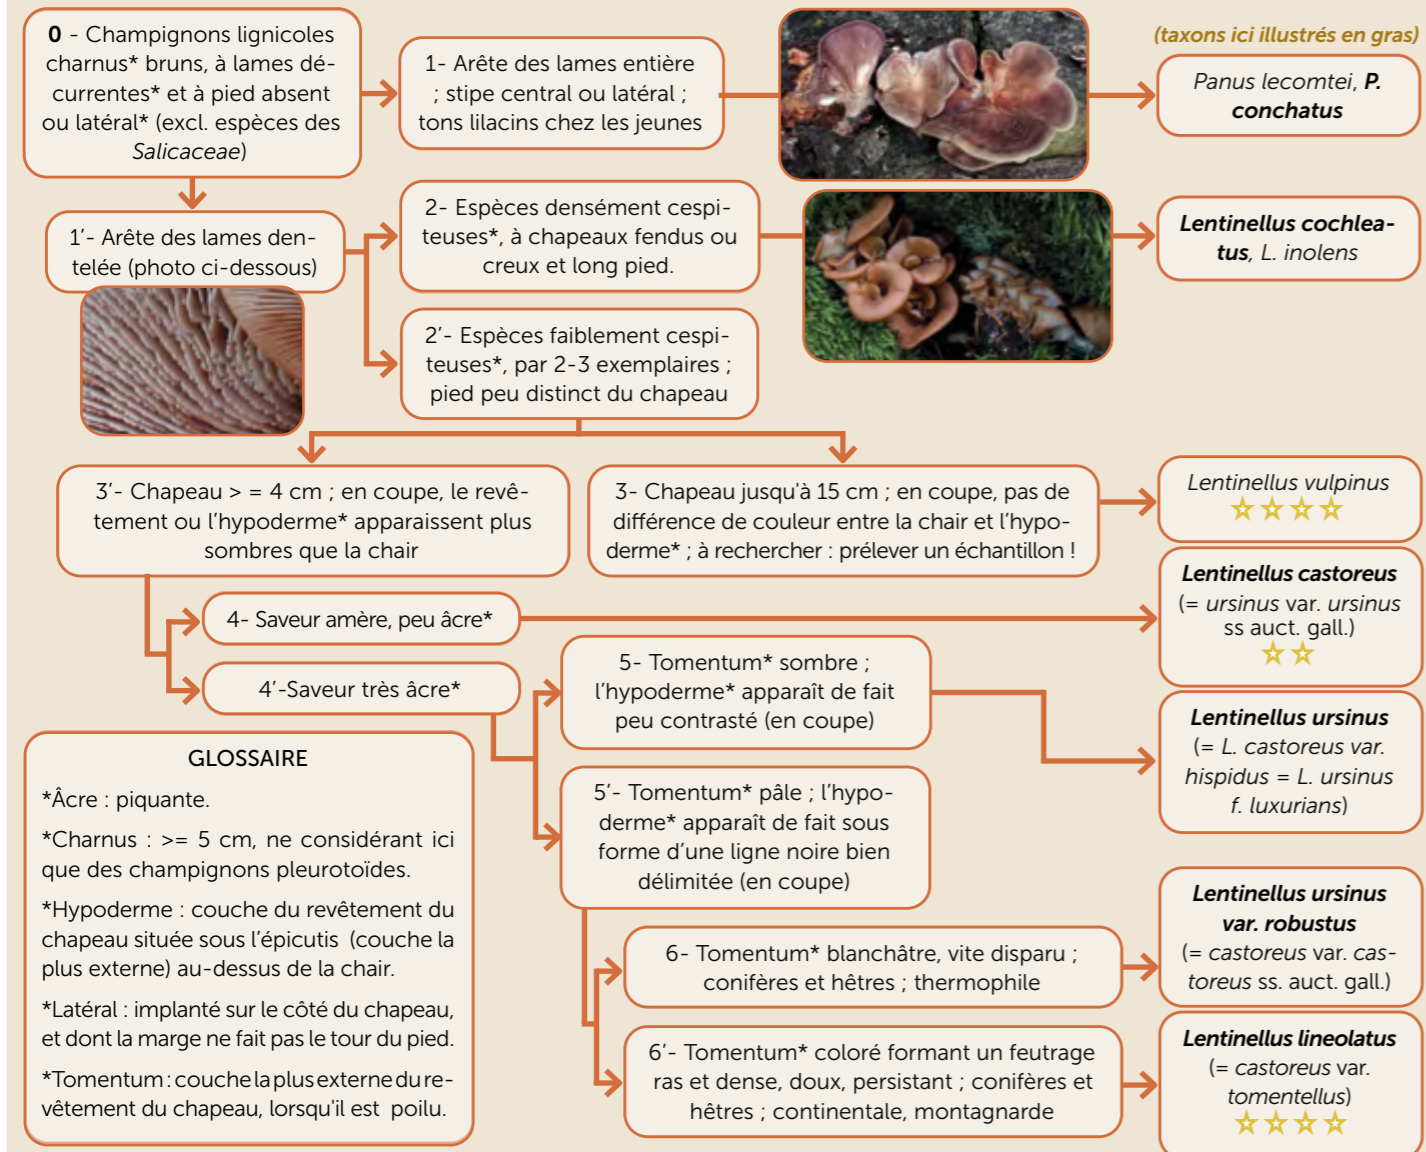 0 - Champignons lignicoles
charnus* bruns, à lames dé-
currentes* et à pied absent
ou latéral* (excl. espèces des
Salicaceae)
1- Arête des lames entière
; stipe central ou latéral ;
tons lilacins chez les jeunes
(taxons ici illustrés en gras)
Panus lecomtei, P.
conchatus
1'- Arête des lames den-
telée (photo ci-dessous)
2- Espèces densément cespi-
teuses*, à chapeaux fendus ou
creux et long pied.
Lentinellus cochlea-
tus, L. inolens
2'- Espèces faiblement cespi-
teuses*, par 2-3 exemplaires ;
pied peu distinct du chapeau
3'- Chapeau > = 4 cm ; en coupe, le revê-
tement ou l'hypoderme* apparaissent plus
sombres que la chair
3- Chapeau jusqu'à 15 cm ; en coupe, pas de
différence de couleur entre la chair et l'hypo-
derme* ; à rechercher : prélever un échantillon !
Lentinellus vulpinus
☆☆☆☆
4- Saveur amère, peu âcre*
Lentinellus castoreus
(= ursinus var. ursinus
ss auct. gall.)
☆☆
4'-Saveur très âcre*
5- Tomentum* sombre ;
l'hypoderme* apparaît de fait
peu contrasté (en coupe)
Lentinellus ursinus
(= L. castoreus var.
hispidus = L. ursinus
f. luxurians)
5'- Tomentum* pâle ; l'hypo-
derme* apparaît de fait sous
forme d'une ligne noire bien
délimitée (en coupe)
6- Tomentum* blanchâtre, vite disparu ;
conifères et hêtres ; thermophile
Lentinellus ursinus
var. robustus
(= castoreus var. cas-
toreus ss. auct. gall.)
6'- Tomentum* coloré formant un feutrage
ras et dense, doux, persistant ; conifères et
hêtres ; continentale, montagnarde
Lentinellus lineolatus
(= castoreus var.
tomentellus)
☆☆☆☆
GLOSSAIRE
*Âcre : piquante.
*Charnus : >= 5 cm, ne considérant ici
que des champignons pleurotoïdes.
*Hypoderme : couche du revêtement du
chapeau située sous l'épicutis (couche la
plus externe) au-dessus de la chair.
*Latéral : implanté sur le côté du chapeau,
et dont la marge ne fait pas le tour du pied.
*Tomentum : couche la plus externe du re-
vêtement du chapeau, lorsqu'il est poilu.